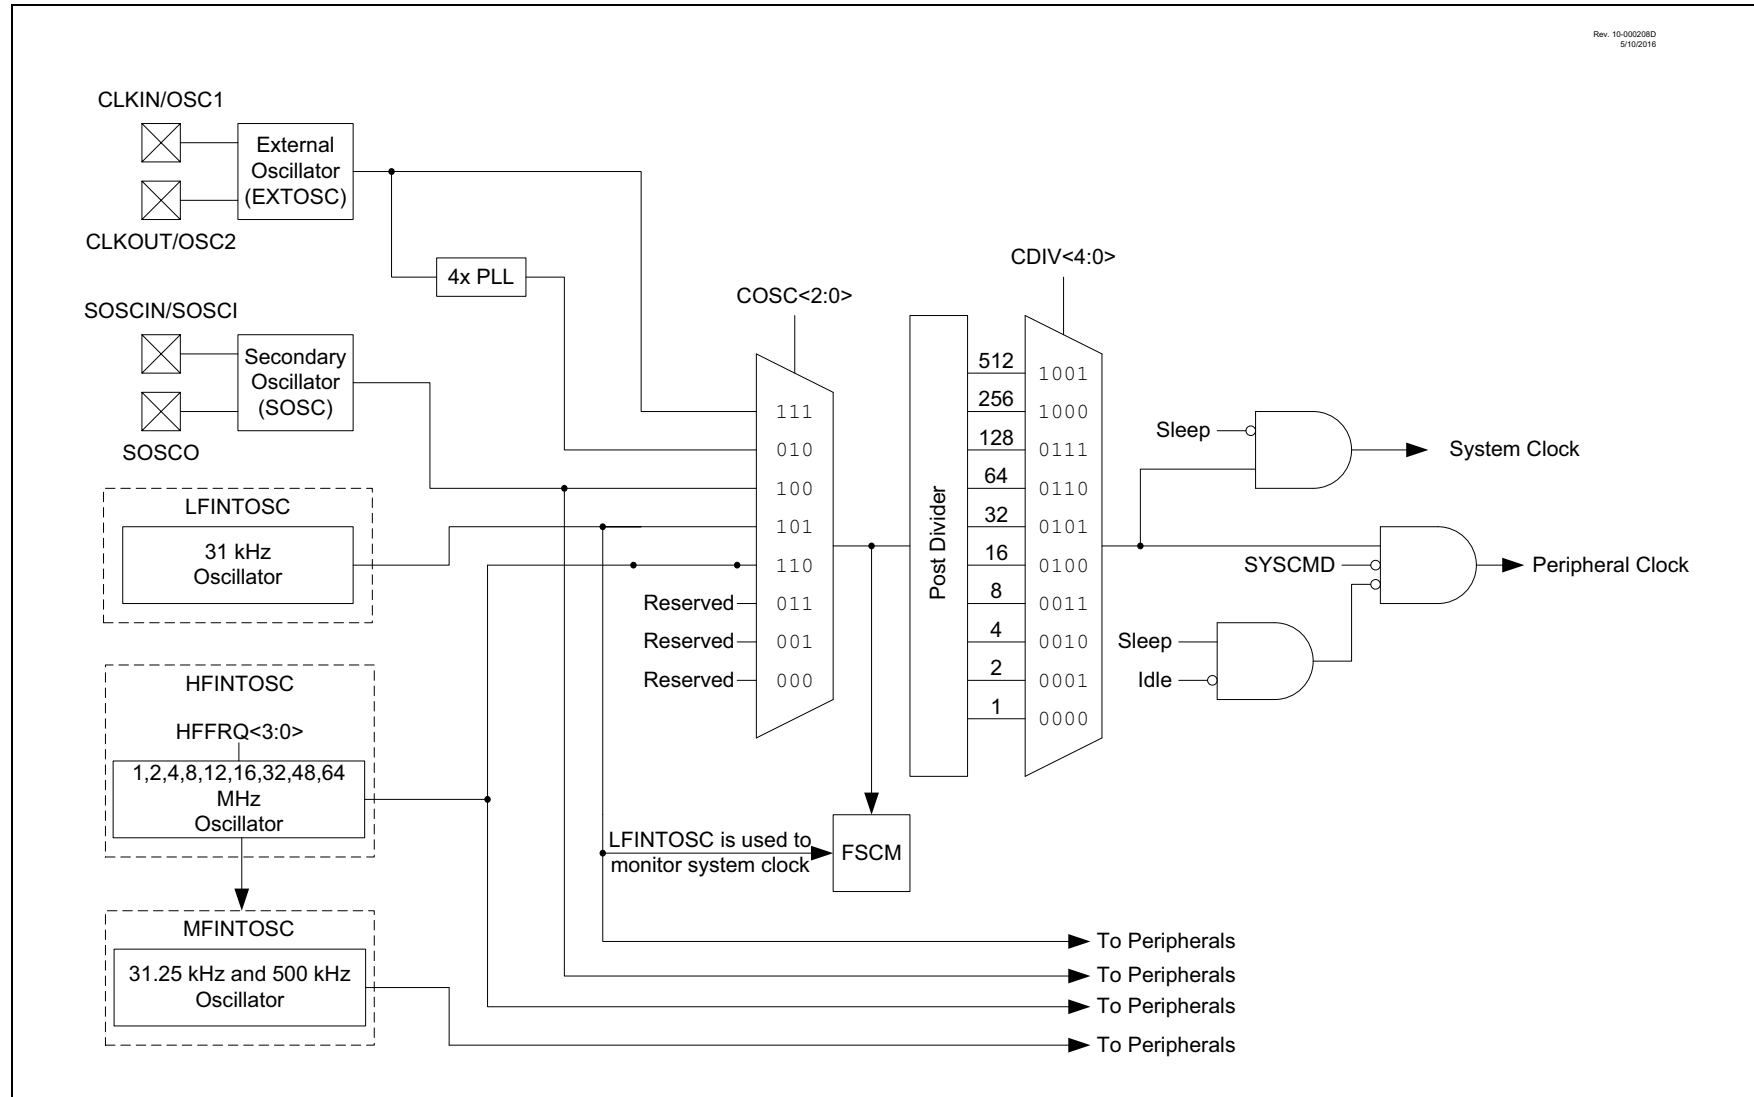 Rev. 10-000208D
5/10/2016
CLKIN/OSC1
External
Oscillator
(EXTOSC)
CLKOUT/OSC2
4x PLL
SOSCIN/SOSCI
Secondary
Oscillator
(SOSC)
SOSCO
LFINTOSC
31 kHz
Oscillator
HFINTOSC
HFFRQ<3:0>
1,2,4,8,12,16,32,48,64
MHz
Oscillator
MFINTOSC
31.25 kHz and 500 kHz
Oscillator
COSC<2:0>
111
010
100
101
110
Reserved 011
Reserved 001
Reserved 000
LFINTOSC is used to
monitor system clock
FSCM
Post Divider
CDIV<4:0>
512 1001
256 1000
128 0111
64 0110
32 0101
16 0100
8 0011
4 0010
2 0001
1 0000
Sleep
System Clock
SYSCMD
Peripheral Clock
Sleep
Idle
To Peripherals
To Peripherals
To Peripherals
To Peripherals